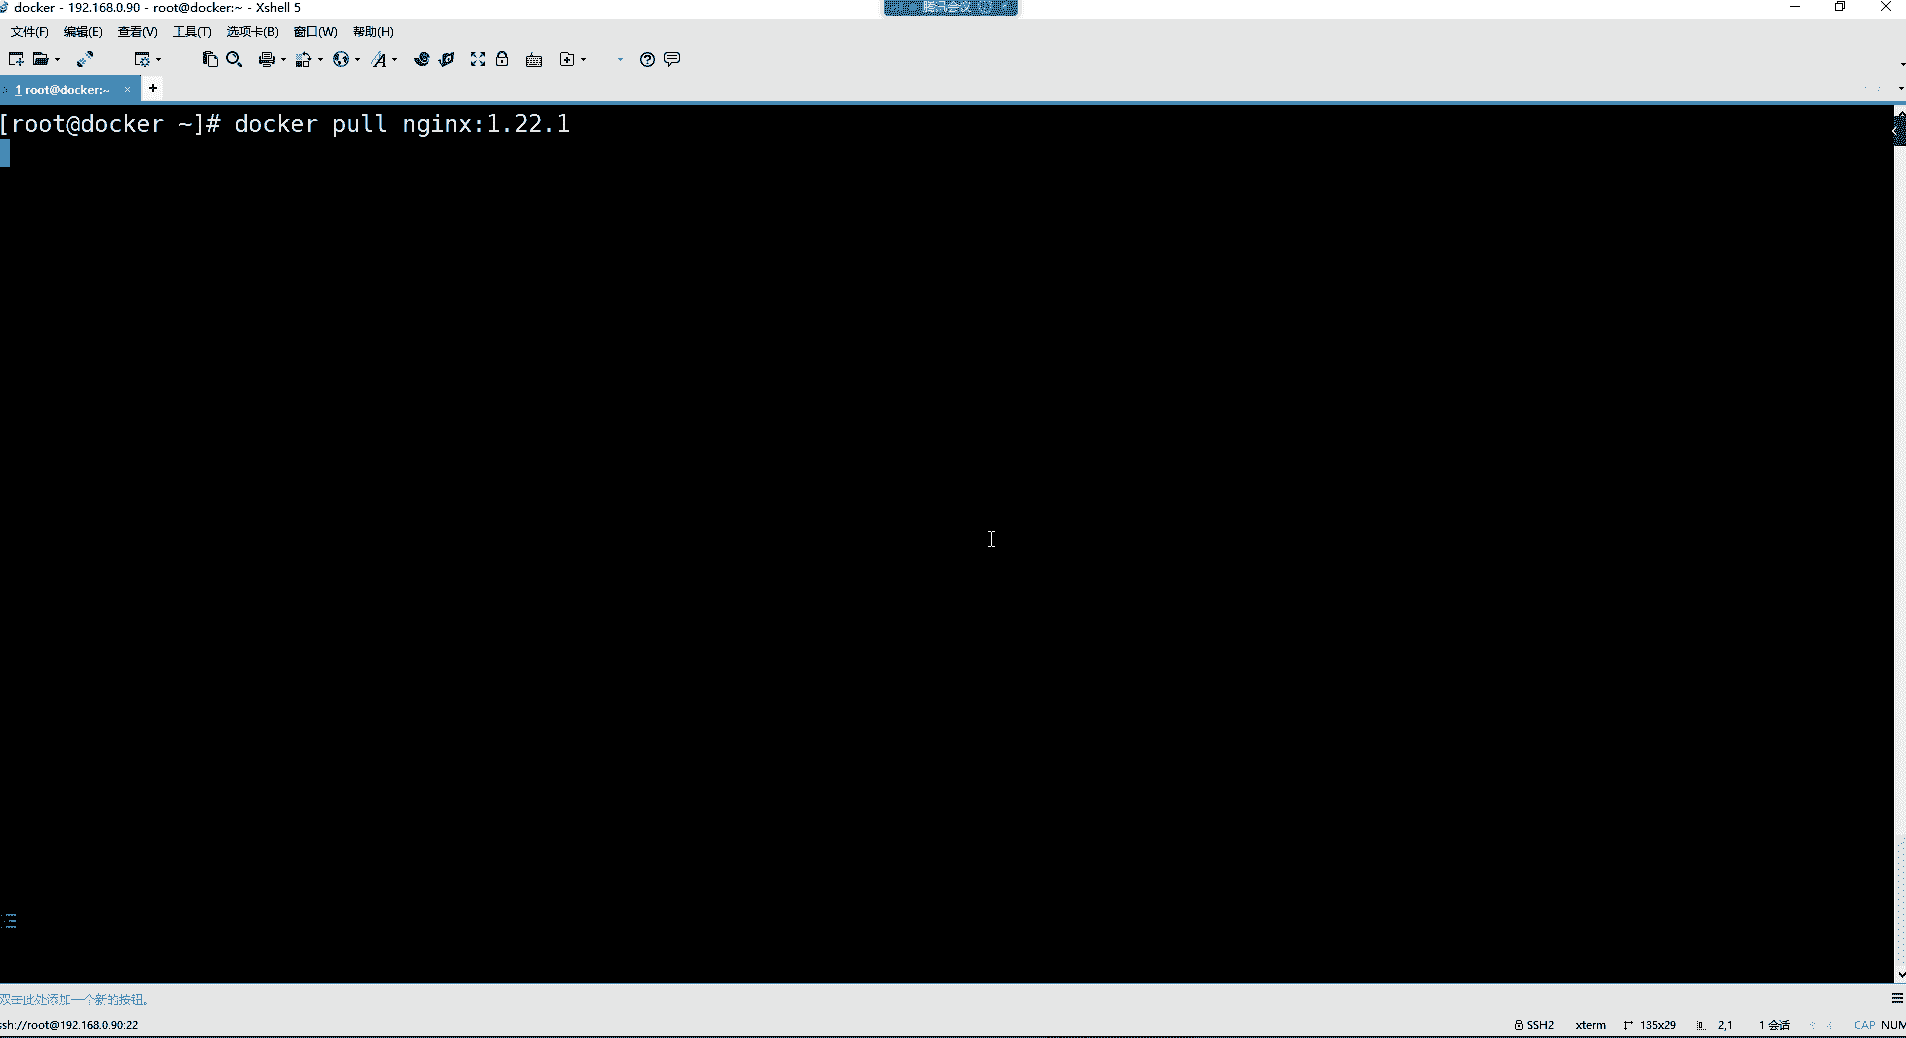 docker - 192.168.0.90 - root@docker:~ - Xshell 5
腾讯会议
文件(F) 编辑(E) 查看(V) 工具(T) 选项卡(B) 窗口(W) 帮助(H)
1 root@docker:~ × +
[root@docker ~]# docker pull nginx:1.22.1
双击此处添加一个新的按钮。
ssh://root@192.168.0.90:22
SSH2 xterm 135x29 2,1 1 会话 CAP NUM